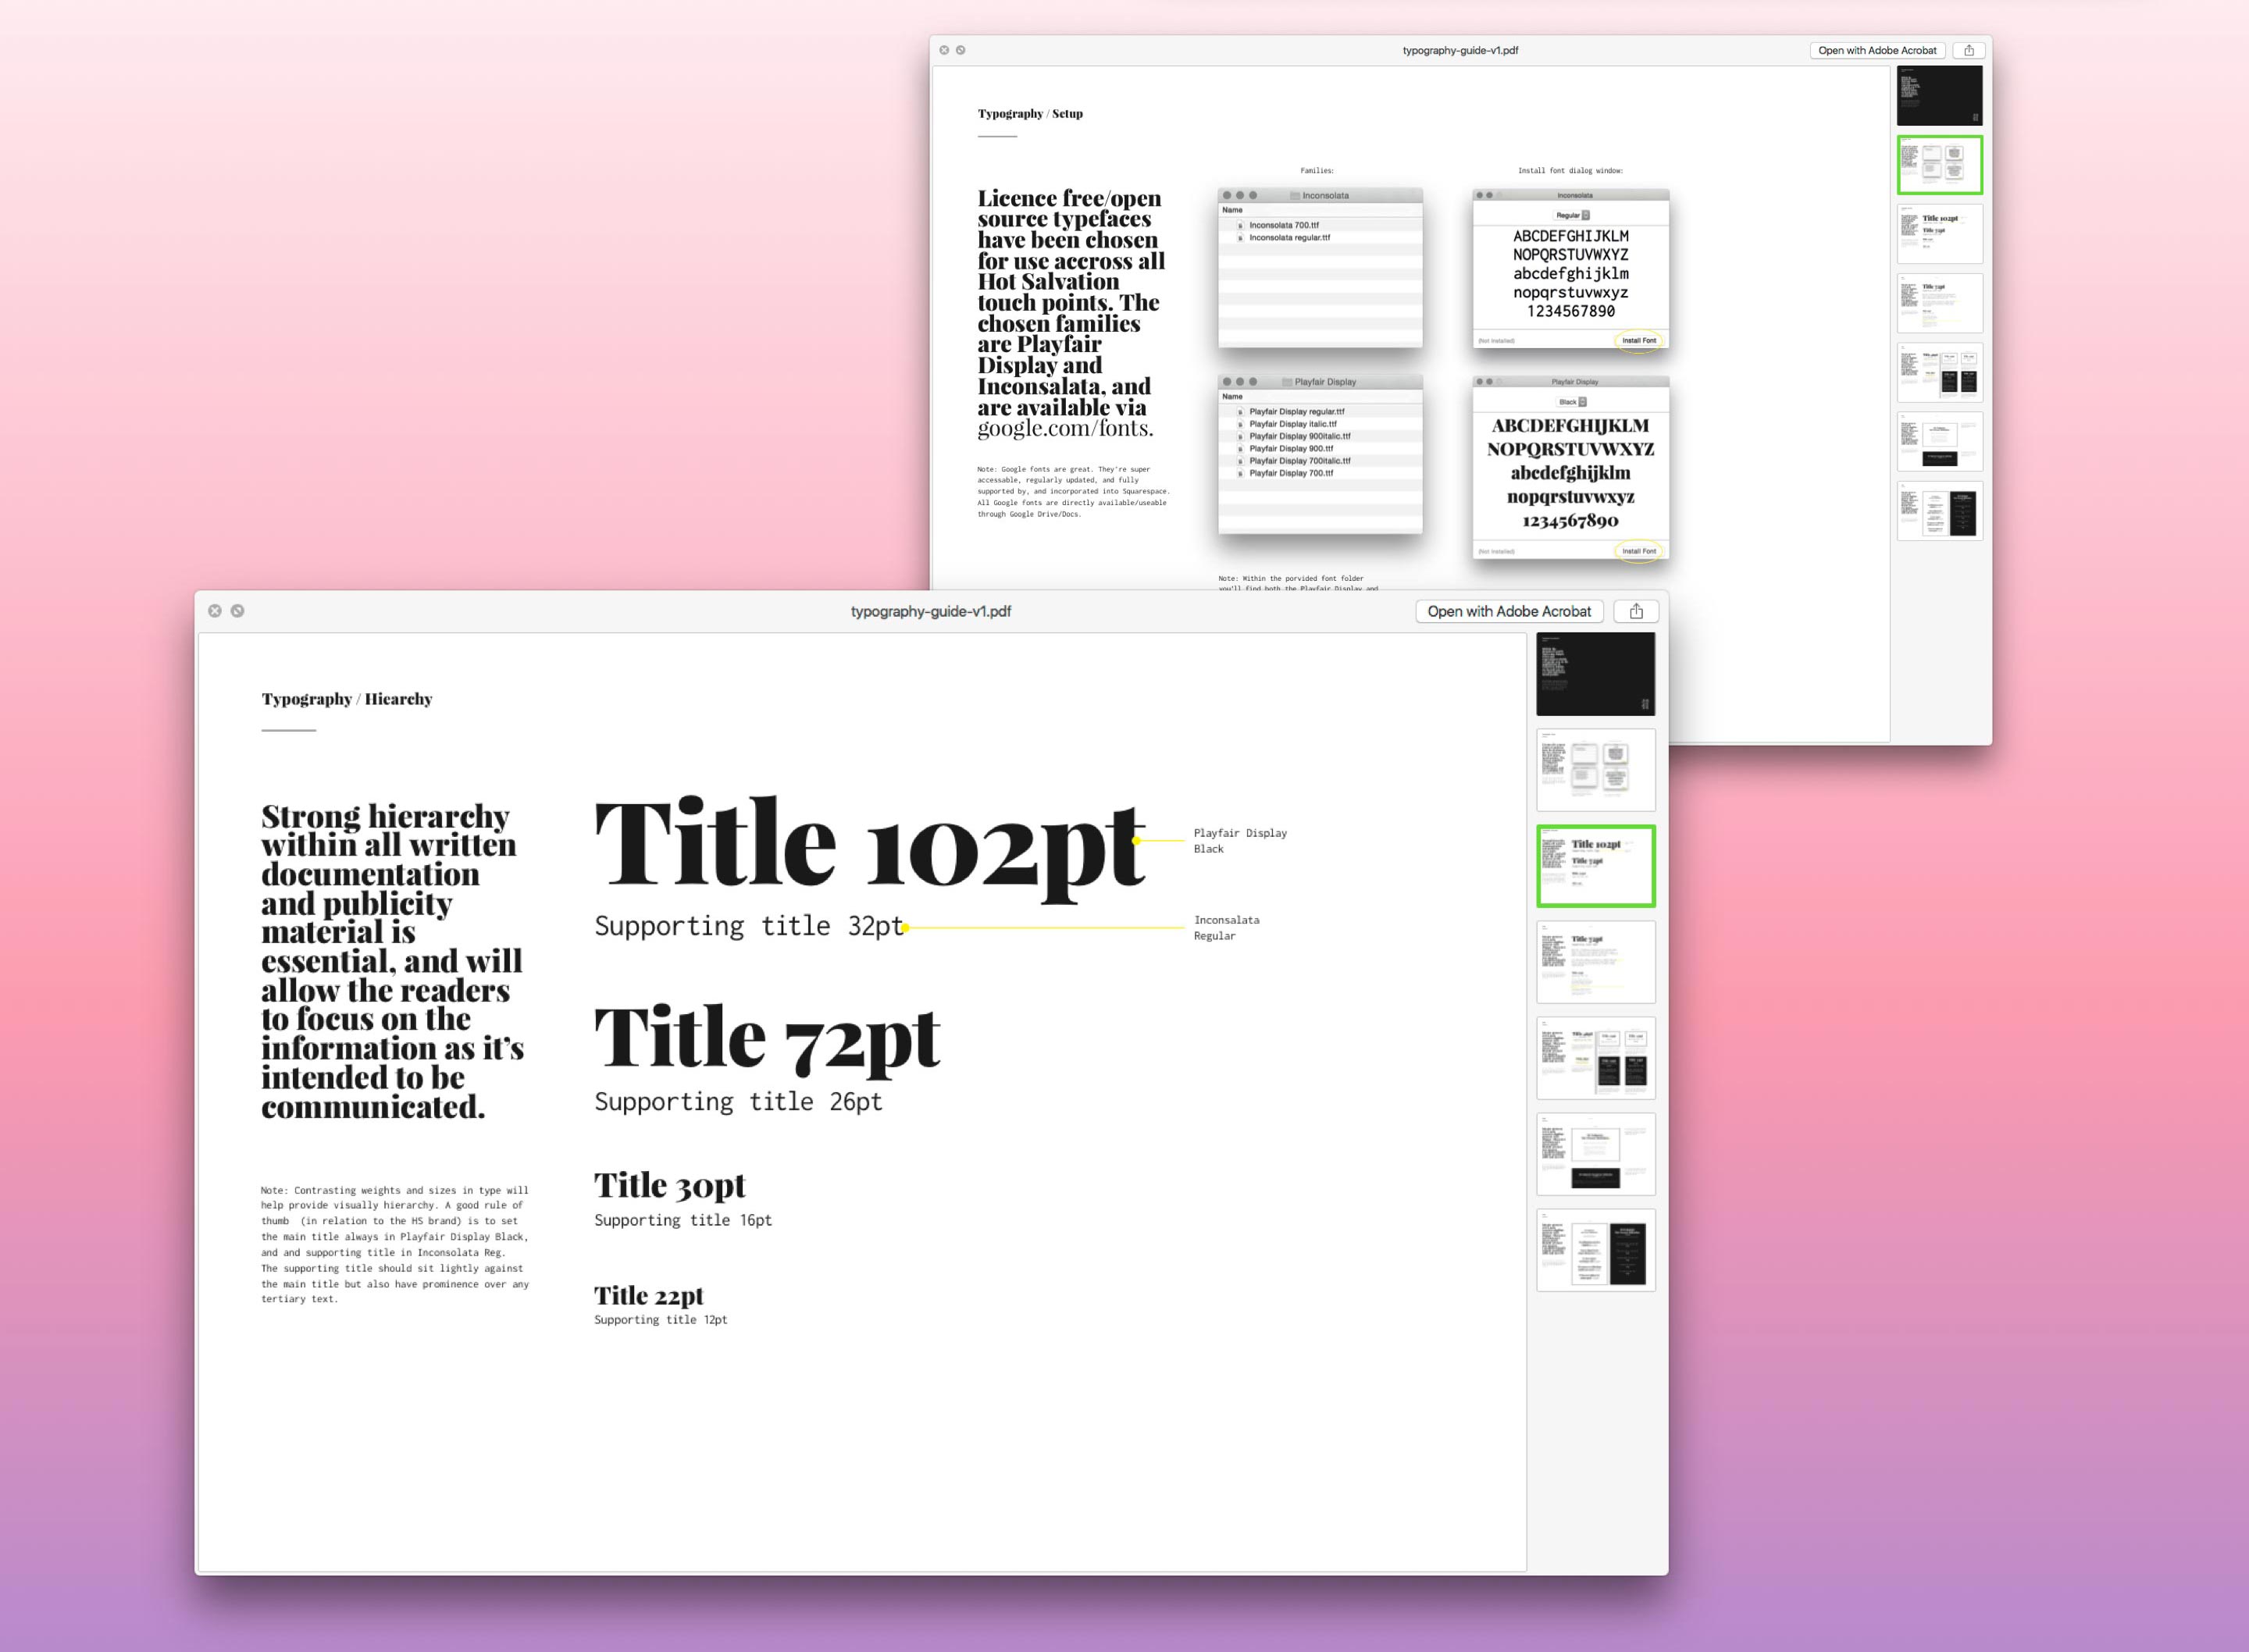 typography-guide-v1.pdf
Open with Adobe Acrobat
Typography / Setup
Licence free/open
source typefaces
have been chosen
for use accross all
Hot Salvation
touch points. The
chosen families
are Playfair
Display and
Inconsalata, and
are available via
google.com/fonts.
Note: Google fonts are great. They're super
accessable, regularly updated, and fully
supported by, and incorporated into Squarespace.
All Google fonts are directly available/useable
through Google Drive/Docs.
Families:
Inconsolata
Name
Inconsolata 700.ttf
Inconsolata regular.ttf
Playfair Display
Name
Playfair Display regular.ttf
Playfair Display italic.ttf
Playfair Display 900italic.ttf
Playfair Display 900.ttf
Playfair Display 700italic.ttf
Playfair Display 700.ttf
Note: Within the porvided font folder
you'll find both the Playfair Display and
Install font dialog window:
Inconsolata
Regular
ABCDEFGHIJKLM
NOPQRSTUVWXYZ
abcdefghijklm
nopqrstuvwxyz
1234567890
(Not Installed)
Install Font
Playfair Display
Black
ABCDEFGHIJKLM
NOPQRSTUVWXYZ
abcdefghijklm
nopqrstuvwxyz
1234567890
(Not Installed)
Install Font
Title 102pt
Title 72pt
typography-guide-v1.pdf
Open with Adobe Acrobat
Typography / Hiearchy
Strong hierarchy
within all written
documentation
and publicity
material is
essential, and will
allow the readers
to focus on the
information as it's
intended to be
communicated.
Note: Contrasting weights and sizes in type will
help provide visually hierarchy. A good rule of
thumb  (in relation to the HS brand) is to set
the main title always in Playfair Display Black,
and and supporting title in Inconsolata Reg.
The supporting title should sit lightly against
the main title but also have prominence over any
tertiary text.
Title 102pt
Supporting title 32pt
Playfair Display
Black
Inconsalata
Regular
Title 72pt
Supporting title 26pt
Title 30pt
Supporting title 16pt
Title 22pt
Supporting title 12pt
Title 102pt
Title 72pt
Title 72pt